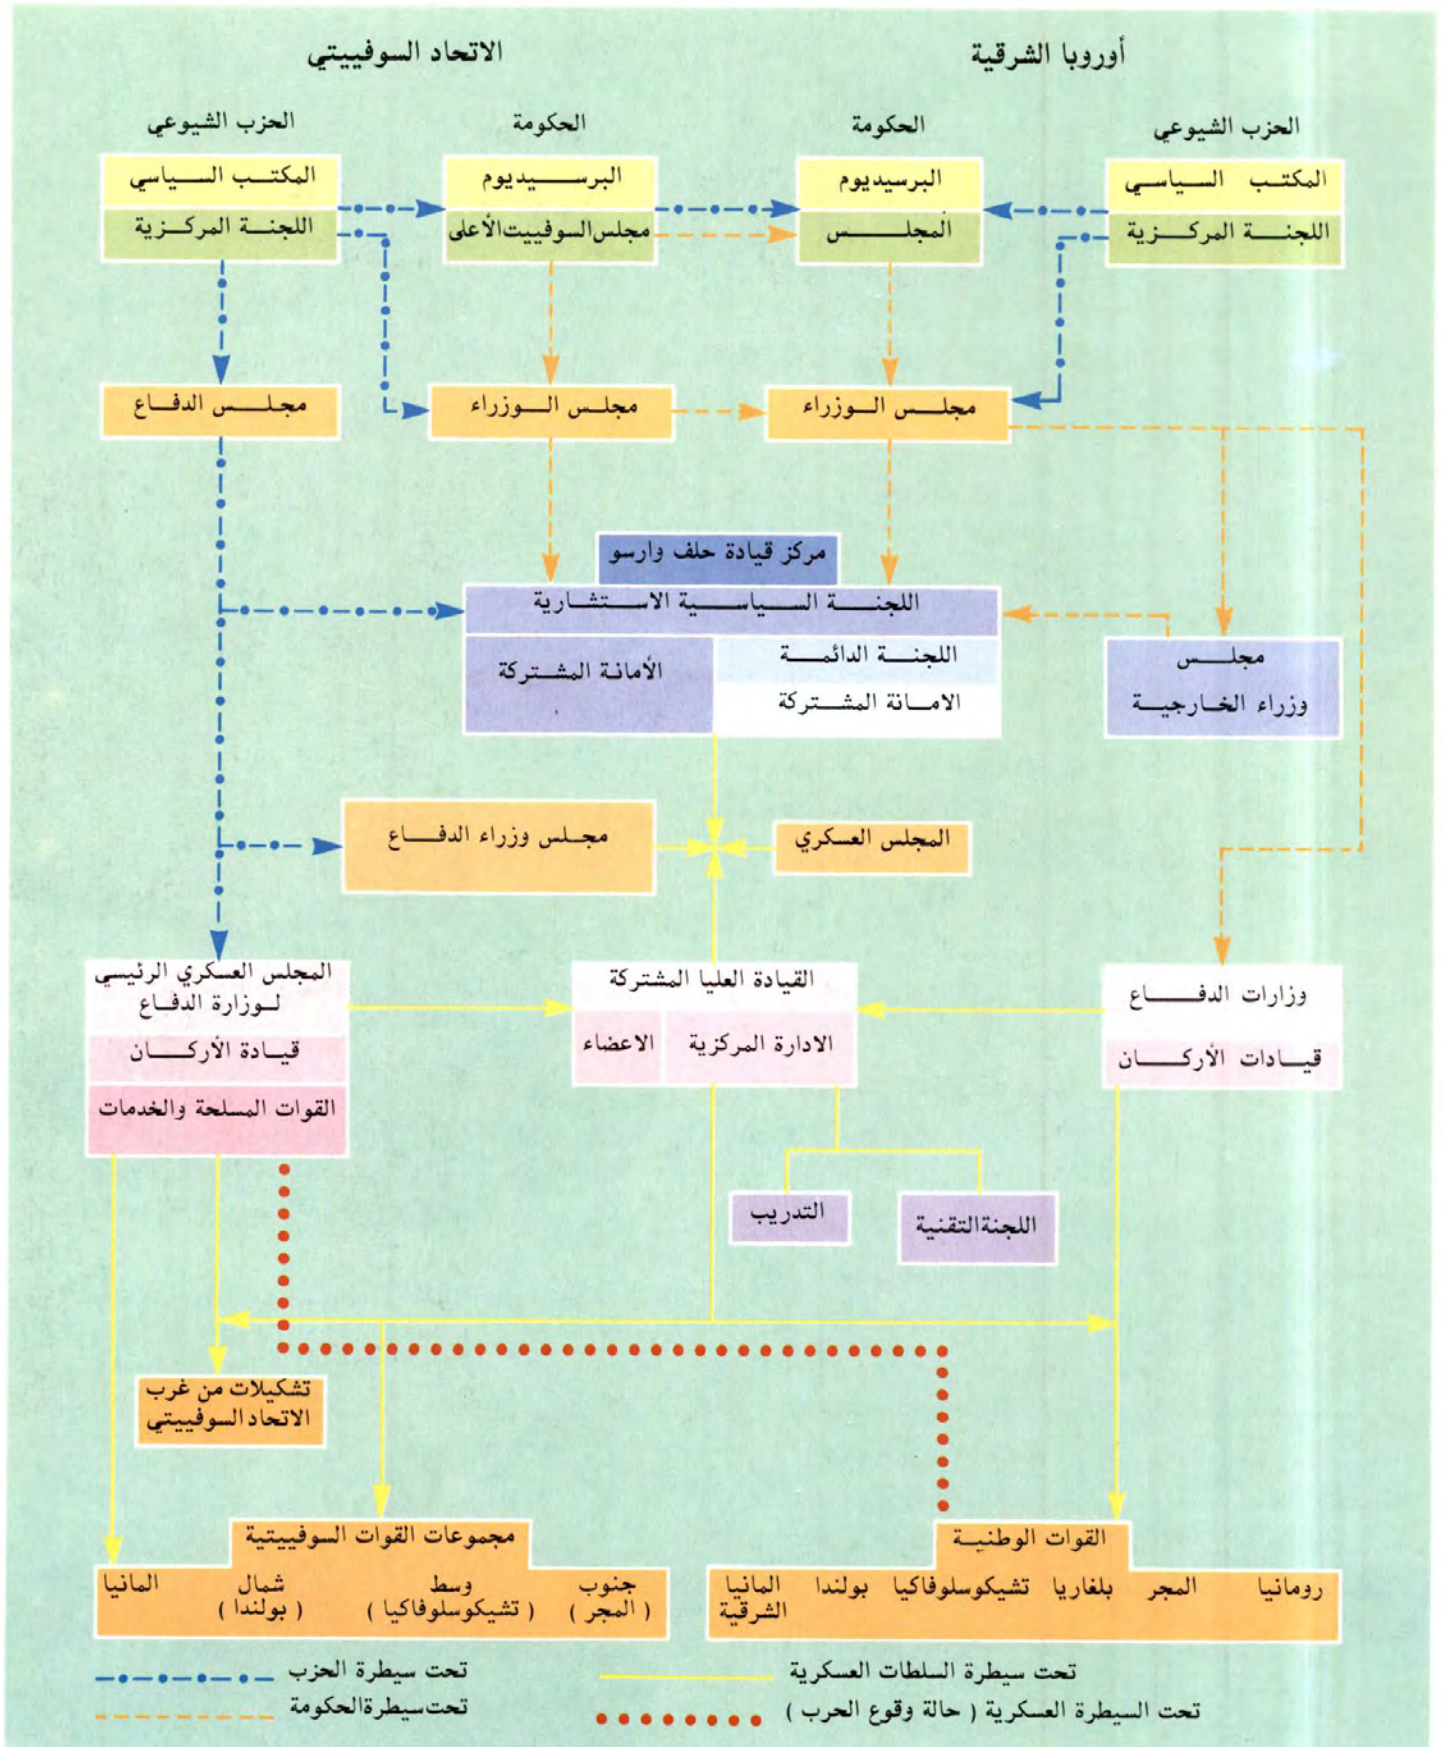 أوروبا الشرقية
الاتحاد السوفييتي
الحزب الشيوعي
الحكومة
الحكومة
الحزب الشيوعي
المكتب السياسي
اللجنة المركزية
البرسيديوم
المجلس
البرسيديوم
مجلس السوفييت الأعلى
المكتب السياسي
اللجنة المركزية
مجلس الوزراء
مجلس الوزراء
مجلس الدفاع
مركز قيادة حلف وارسو
اللجنة السياسية الاستشارية
اللجنة الدائمة
الامانة المشتركة
الأمانة المشتركة
مجلس
وزراء الخارجية
المجلس العسكري
مجلس وزراء الدفاع
وزارات الدفاع
قيادات الأركان
القيادة العليا المشتركة
الادارة المركزية
الاعضاء
المجلس العسكري الرئيسي
لوزارة الدفاع
قيادة الأركان
القوات المسلحة والخدمات
اللجنة التقنية
التدريب
تشكيلات من غرب
الاتحاد السوفييتي
القوات الوطنية
رومانيا
المجر
بلغاريا
تشيكوسلوفاكيا
بولندا
المانيا
الشرقية
مجموعات القوات السوفييتية
جنوب
( المجر )
وسط
( تشيكوسلوفاكيا )
شمال
( بولندا )
المانيا
تحت سيطرة السلطات العسكرية
تحت سيطرة الحزب
تحت السيطرة العسكرية ( حالة وقوع الحرب )
تحت سيطرة الحكومة